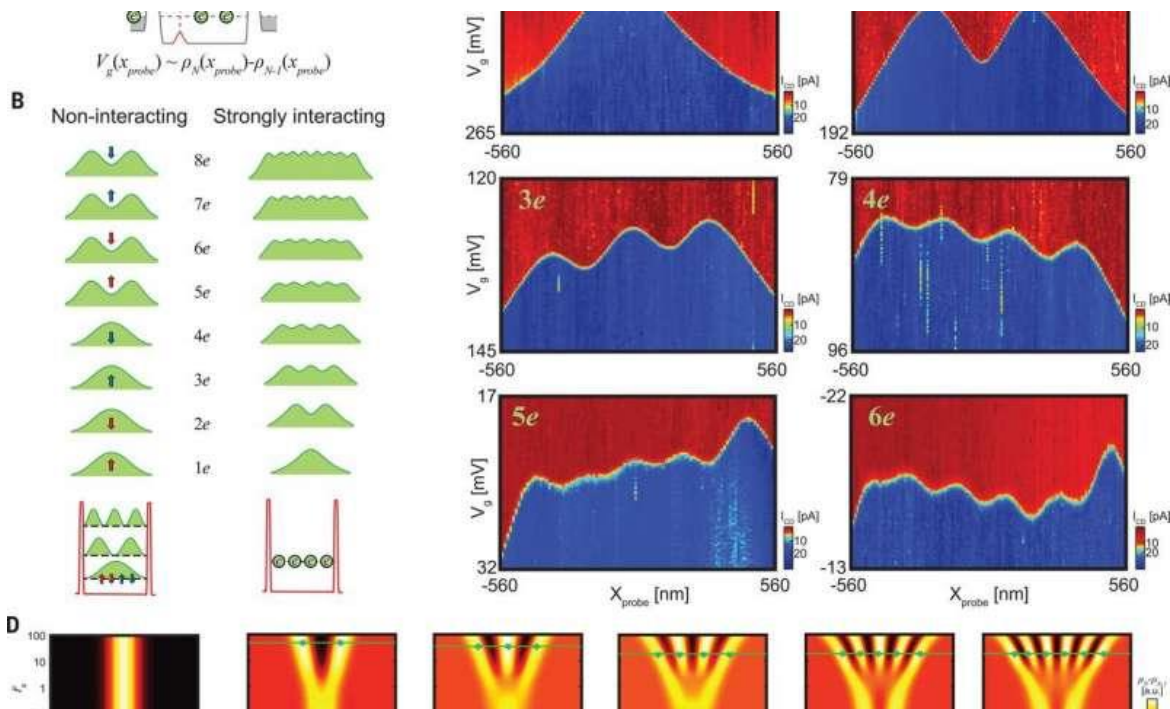 e e e
V_g(x_probe) ~ ρ_N(x_probe)-ρ_N-1(x_probe)
B
Non-interacting Strongly interacting
8e
7e
6e
5e
4e
3e
2e
1e
e e e e
V_g [mV]
265
-560 560
I_CD [pA]
10
20
V_g [mV]
192
-560 560
I_CD [pA]
10
20
120
3e
V_g [mV]
145
-560 560
I_CD [pA]
10
20
79
4e
V_g [mV]
96
-560 560
I_CD [pA]
10
20
17
5e
V_g [mV]
32
-560 560
X_probe [nm]
I_CD [pA]
10
20
-22
6e
-13
-560 560
X_probe [nm]
I_CD [pA]
10
20
D
100
10
1
[a.u.]